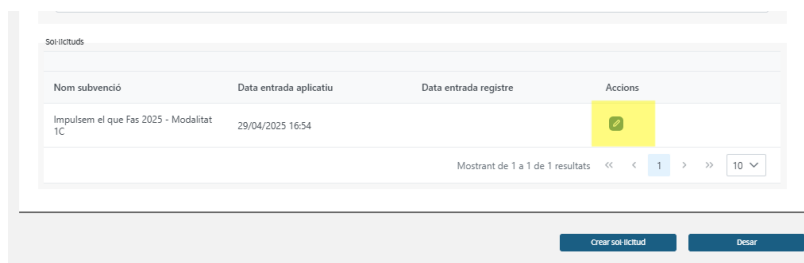 Sol·licituds
Nom subvenció Data entrada aplicatiu Data entrada registre Accions
Impulsem el que Fas 2025 - Modalitat
1C
29/04/2025 16:54
Mostrant de 1 a 1 de 1 resultats << < 1 > >> 10
Crear sol·licitud Desar